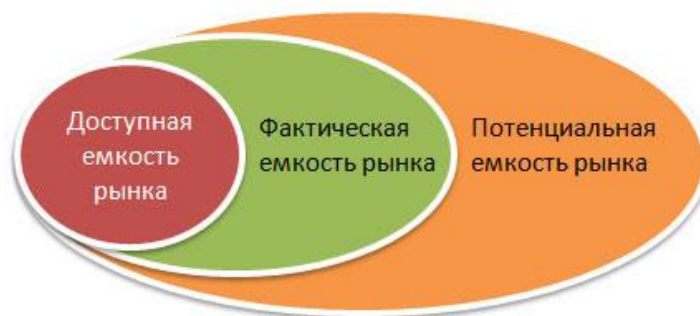 Доступная
емкость
рынка
Фактическая
емкость рынка
Потенциальная
емкость рынка